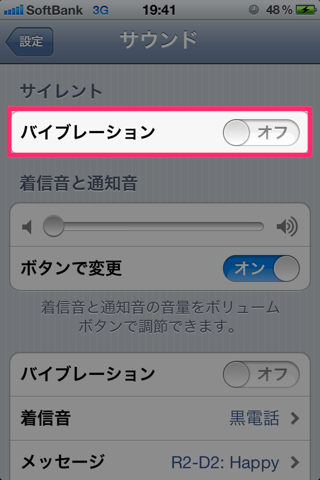 SoftBank 3G 19:41 48%
設定 サウンド
サイレント
バイブレーション オフ
着信音と通知音
ボタンで変更 オン
着信音と通知音の音量をボリューム
ボタンで調節できます。
バイブレーション オフ
着信音 黒電話
メッセージ R2-D2: Happy